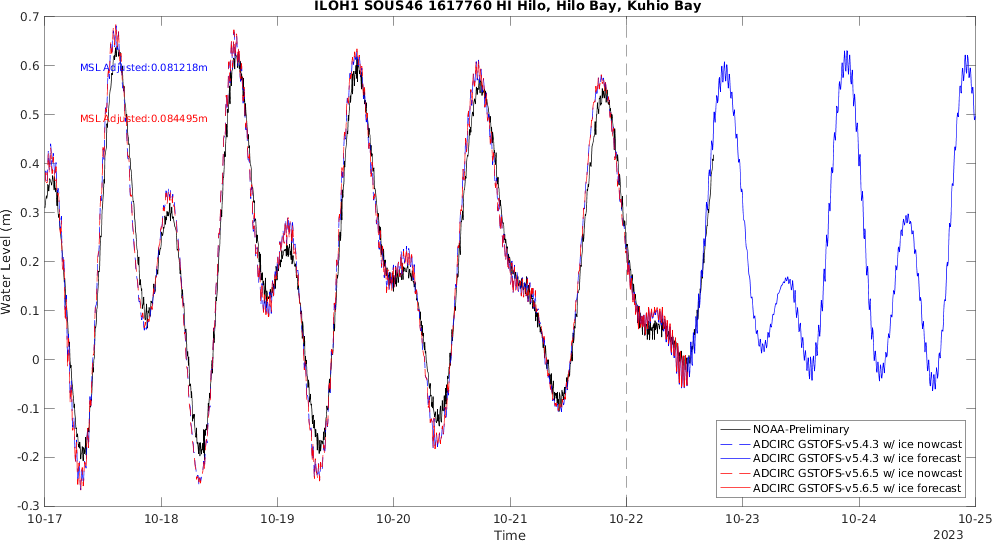 ILOH1 SOUS46 1617760 HI Hilo, Hilo Bay, Kuhio Bay
0.7
0.6
0.5
0.4
0.3
0.2
0.1
0
-0.1
-0.2
-0.3
Water Level (m)
MSL Adjusted:0.081218m
MSL Adjusted:0.084495m
NOAA-Preliminary
ADCIRC GSTOFS-v5.4.3 w/ ice nowcast
ADCIRC GSTOFS-v5.4.3 w/ ice forecast
ADCIRC GSTOFS-v5.6.5 w/ ice nowcast
ADCIRC GSTOFS-v5.6.5 w/ ice forecast
10-17 10-18 10-19 10-20 10-21 10-22 10-23 10-24 10-25
Time
2023